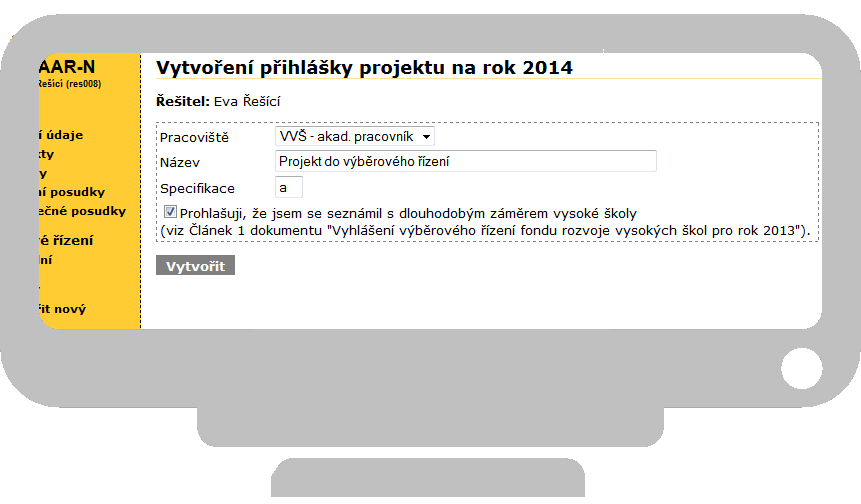 AAR-N
Řešící (res008)
í údaje
kty
y
ní posudky
ečné posudky
é řízení
ní
it nový
Vytvoření přihlášky projektu na rok 2014
Řešitel: Eva Řešící
Pracoviště VVŠ - akad. pracovník
Název Projekt do výběrového řízení
Specifikace a
Prohlašuji, že jsem se seznámil s dlouhodobým záměrem vysoké školy
(viz Článek 1 dokumentu "Vyhlášení výběrového řízení fondu rozvoje vysokých škol pro rok 2013").
Vytvořit